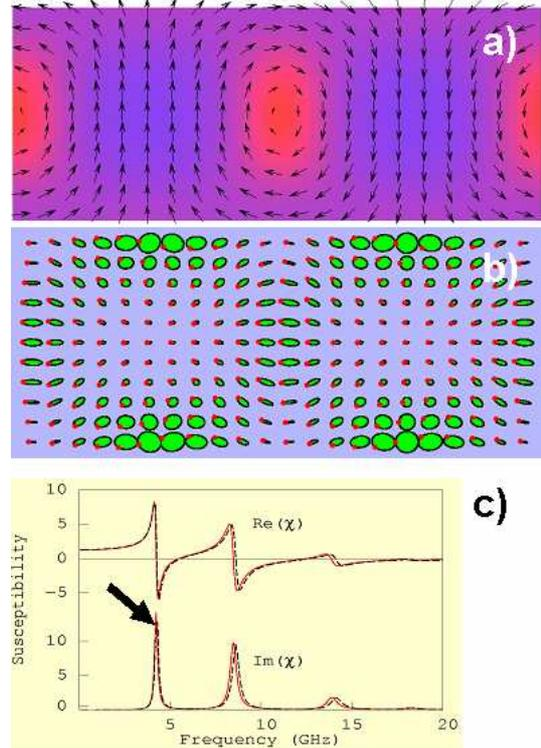 a)
b)
c)
10
5
0
-5
10
5
0
Susceptibility
Re(χ)
Im(χ)
5 10 15 20
Frequency (GHz)